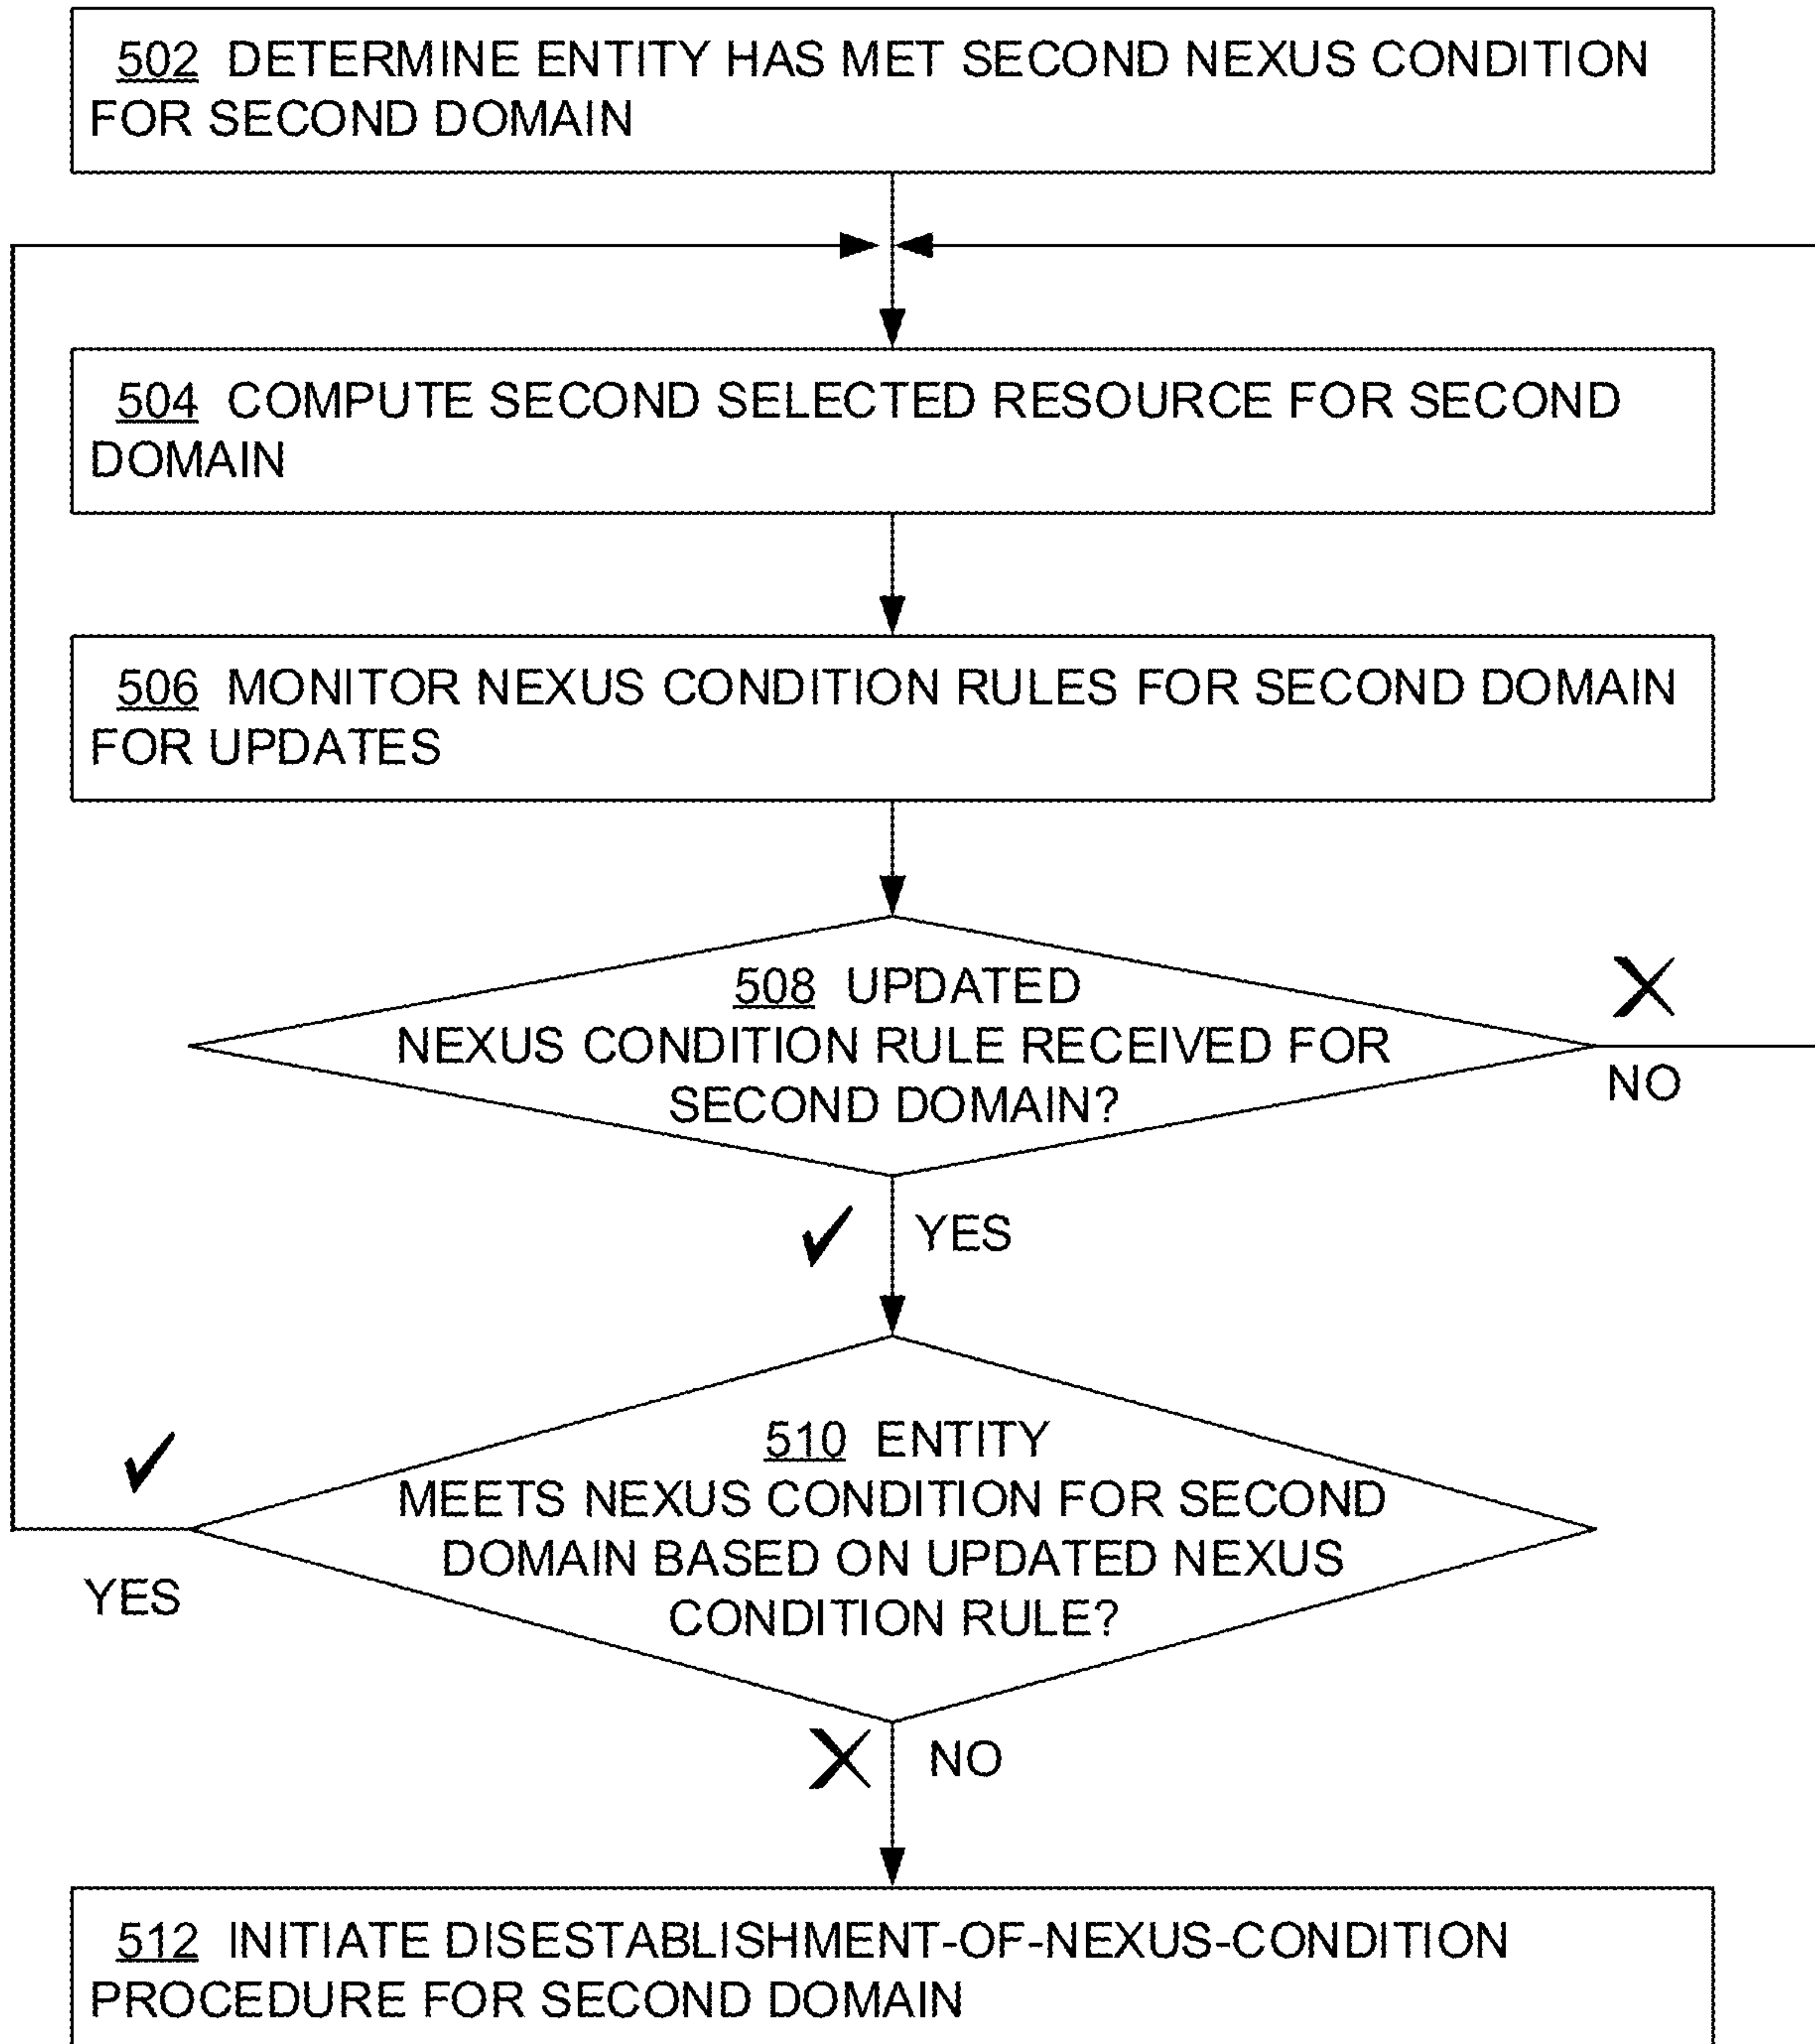 502 DETERMINE ENTITY HAS MET SECOND NEXUS CONDITION
FOR SECOND DOMAIN
504 COMPUTE SECOND SELECTED RESOURCE FOR SECOND
DOMAIN
506 MONITOR NEXUS CONDITION RULES FOR SECOND DOMAIN
FOR UPDATES
508 UPDATED
NEXUS CONDITION RULE RECEIVED FOR
SECOND DOMAIN?
NO
YES
510 ENTITY
MEETS NEXUS CONDITION FOR SECOND
DOMAIN BASED ON UPDATED NEXUS
CONDITION RULE?
YES
NO
512 INITIATE DISESTABLISHMENT-OF-NEXUS-CONDITION
PROCEDURE FOR SECOND DOMAIN